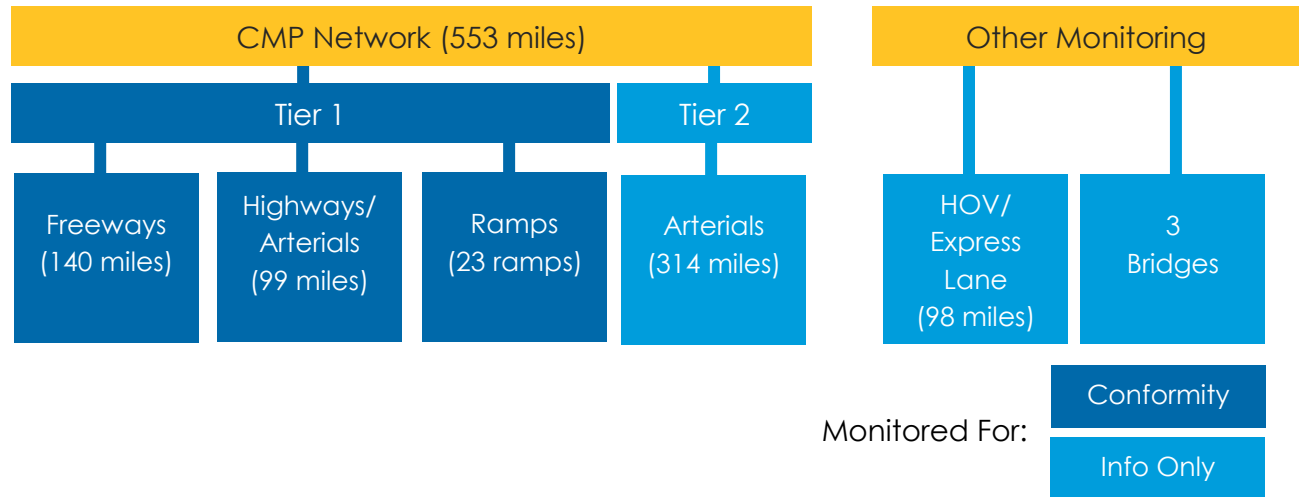 CMP Network (553 miles)
Other Monitoring
Tier 1
Tier 2
Freeways
(140 miles)
Highways/
Arterials
(99 miles)
Ramps
(23 ramps)
Arterials
(314 miles)
HOV/
Express
Lane
(98 miles)
3
Bridges
Monitored For:
Conformity
Info Only